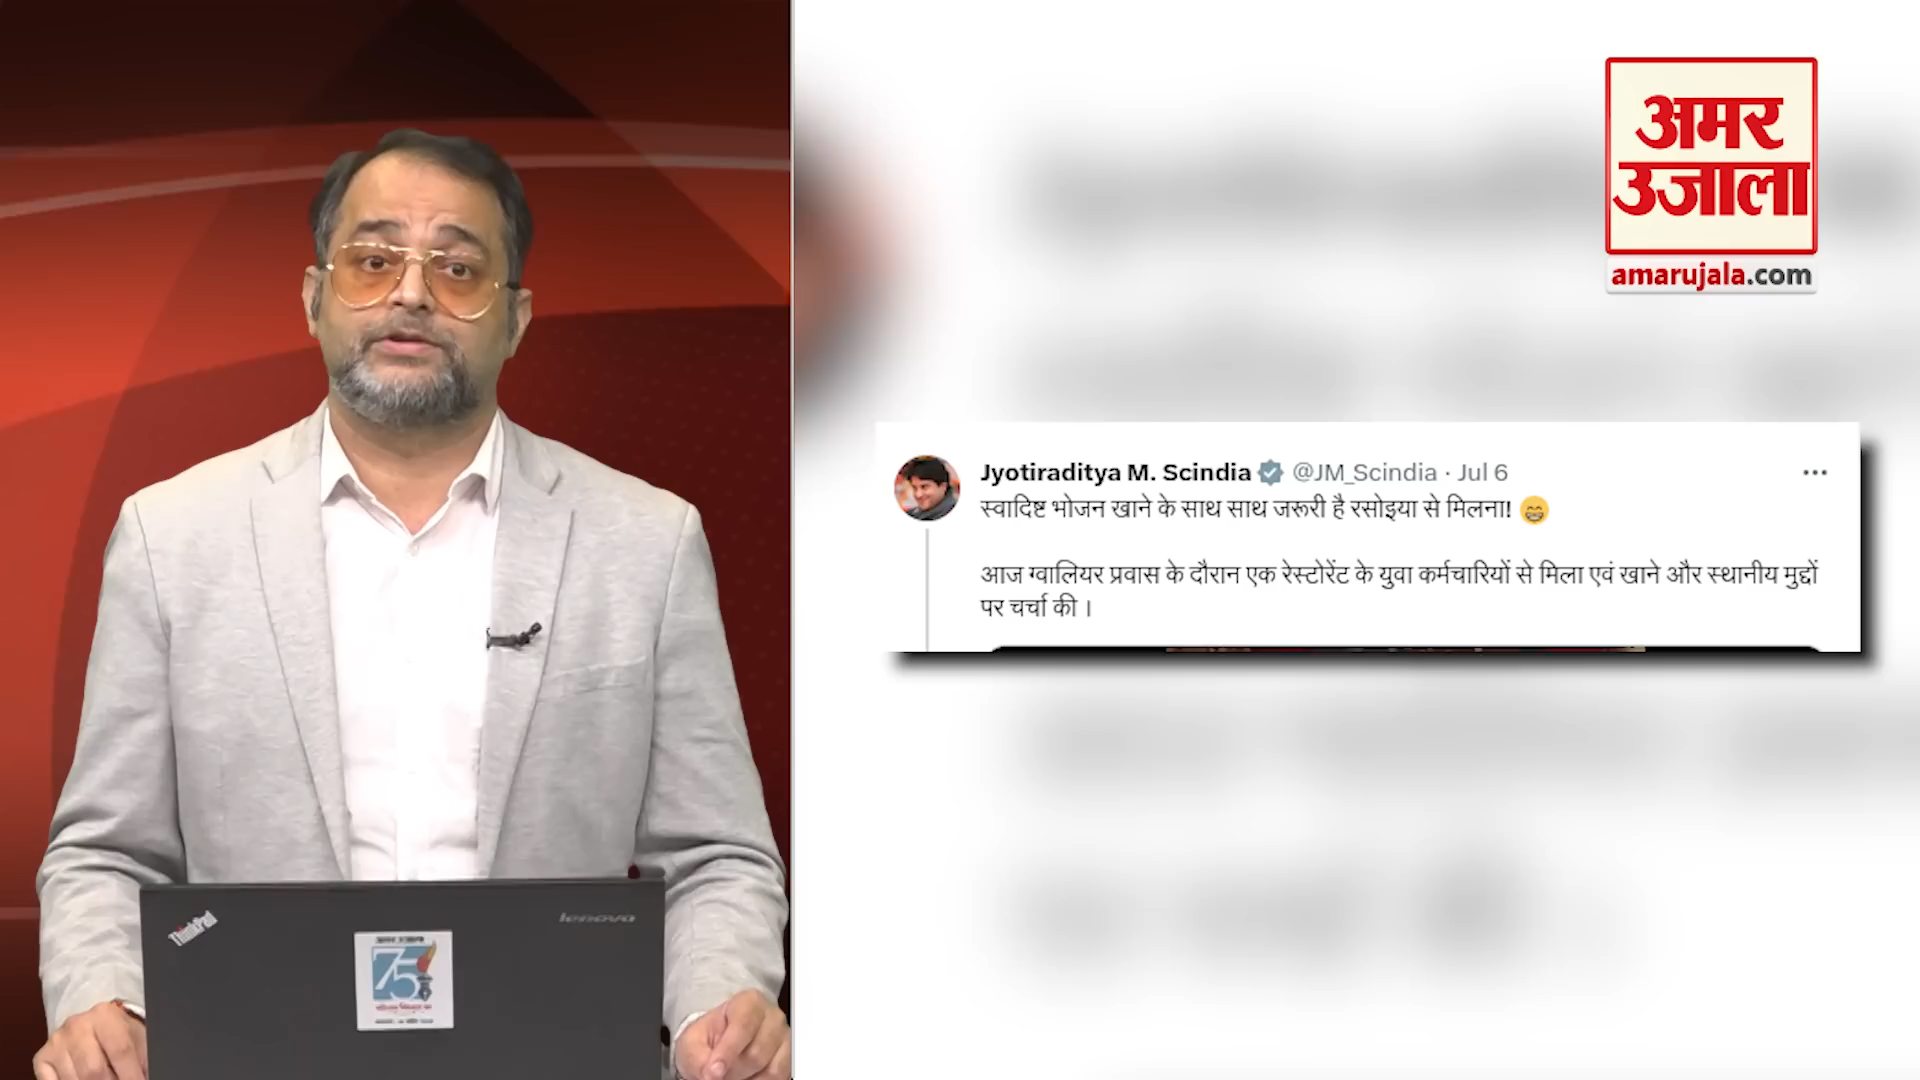 अमर
उजाला
amarujala.com
Jyotiraditya M. Scindia @JM_Scindia · Jul 6
स्वादिष्ट भोजन खाने के साथ साथ जरूरी है रसोइया से मिलना! 😁
आज ग्वालियर प्रवास के दौरान एक रेस्टोरेंट के युवा कर्मचारियों से मिला एवं खाने और स्थानीय मुद्दों
पर चर्चा की ।
ThinkPad
lenovo
75